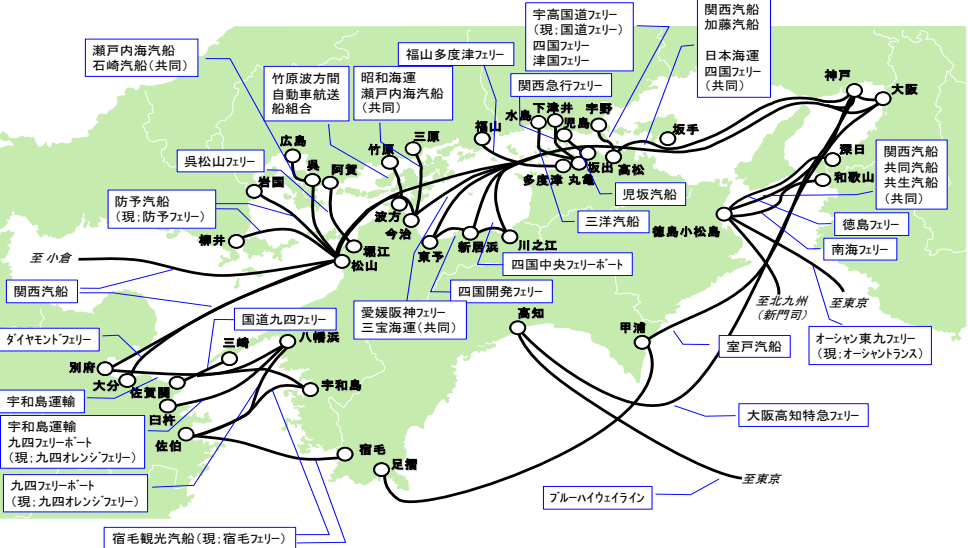 瀬戸内海汽船
石崎汽船(共同)
竹原波方間
自動車航送
船組合
昭和海運
瀬戸内海汽船
(共同)
福山多度津フェリー
宇高国道フェリー
(現;国道フェリー)
四国フェリー
津国フェリー
関西急行フェリー
関西汽船
加藤汽船
日本海運
四国フェリー
(共同)
神戸
大阪
水島
下津井
児島
宇野
坂手
福山
三原
竹原
広島
呉
阿賀
呉松山フェリー
岩国
防予汽船
(現;防予フェリー)
柳井
至 小倉
関西汽船
波方
今治
堀江
松山
東予
新居浜
川之江
多度津
丸亀
坂出
高松
児坂汽船
三洋汽船
深日
和歌山
関西汽船
共同汽船
共生汽船
(共同)
徳島小松島
徳島フェリー
南海フェリー
四国中央フェリーボート
四国開発フェリー
愛媛阪神フェリー
三宝海運(共同)
至北九州
(新門司)
至東京
オーシャン東九フェリー
(現;オーシャントランス)
高知
甲浦
室戸汽船
ダイヤモンドフェリー
国道九四フェリー
三崎
八幡浜
別府
大分
佐賀関
臼杵
宇和島
宇和島運輸
宇和島運輸
九四フェリーボート
(現;九四オレンジフェリー)
佐伯
宿毛
足摺
大阪高知特急フェリー
至東京
ブルーハイウェイライン
九四フェリーボート
(現;九四オレンジフェリー)
宿毛観光汽船(現;宿毛フェリー)